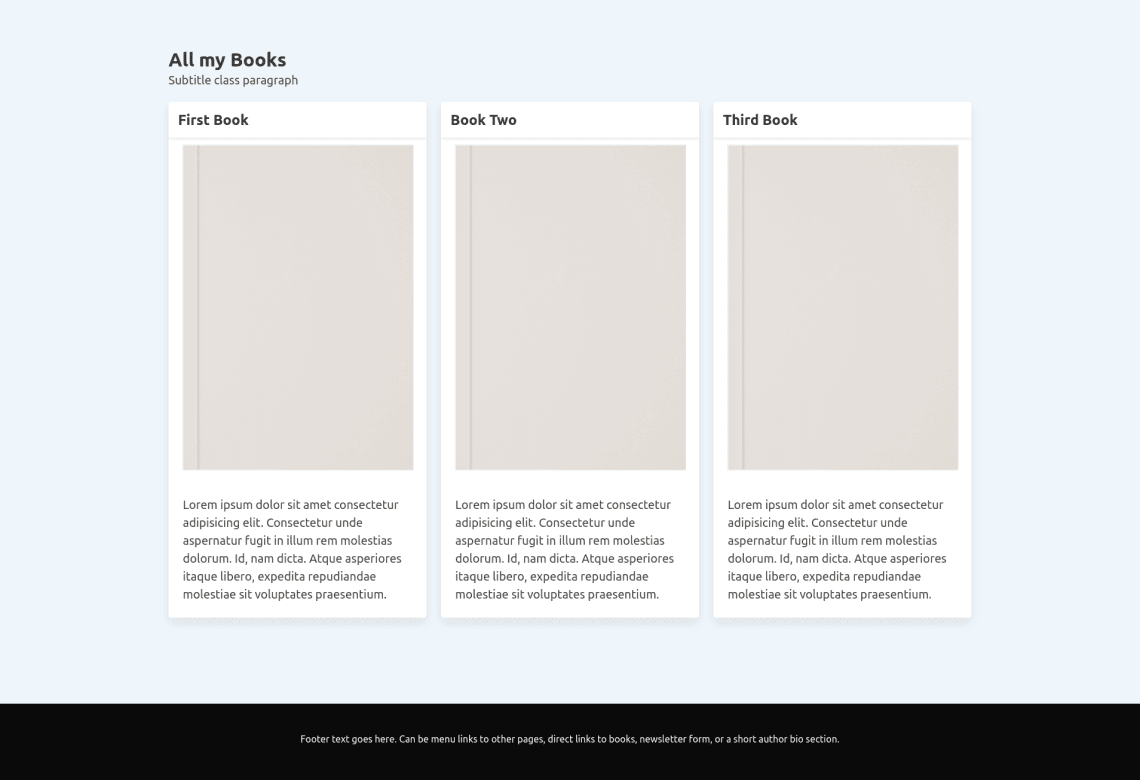 All my Books
Subtitle class paragraph
First Book
Lorem ipsum dolor sit amet consectetur
adipisicing elit. Consectetur unde
aspernatur fugit in illum rem molestias
dolorum. Id, nam dicta. Atque asperiores
itaque libero, expedita repudiandae
molestiae sit voluptates praesentium.
Book Two
Lorem ipsum dolor sit amet consectetur
adipisicing elit. Consectetur unde
aspernatur fugit in illum rem molestias
dolorum. Id, nam dicta. Atque asperiores
itaque libero, expedita repudiandae
molestiae sit voluptates praesentium.
Third Book
Lorem ipsum dolor sit amet consectetur
adipisicing elit. Consectetur unde
aspernatur fugit in illum rem molestias
dolorum. Id, nam dicta. Atque asperiores
itaque libero, expedita repudiandae
molestiae sit voluptates praesentium.
Footer text goes here. Can be menu links to other pages, direct links to books, newsletter form, or a short author bio section.